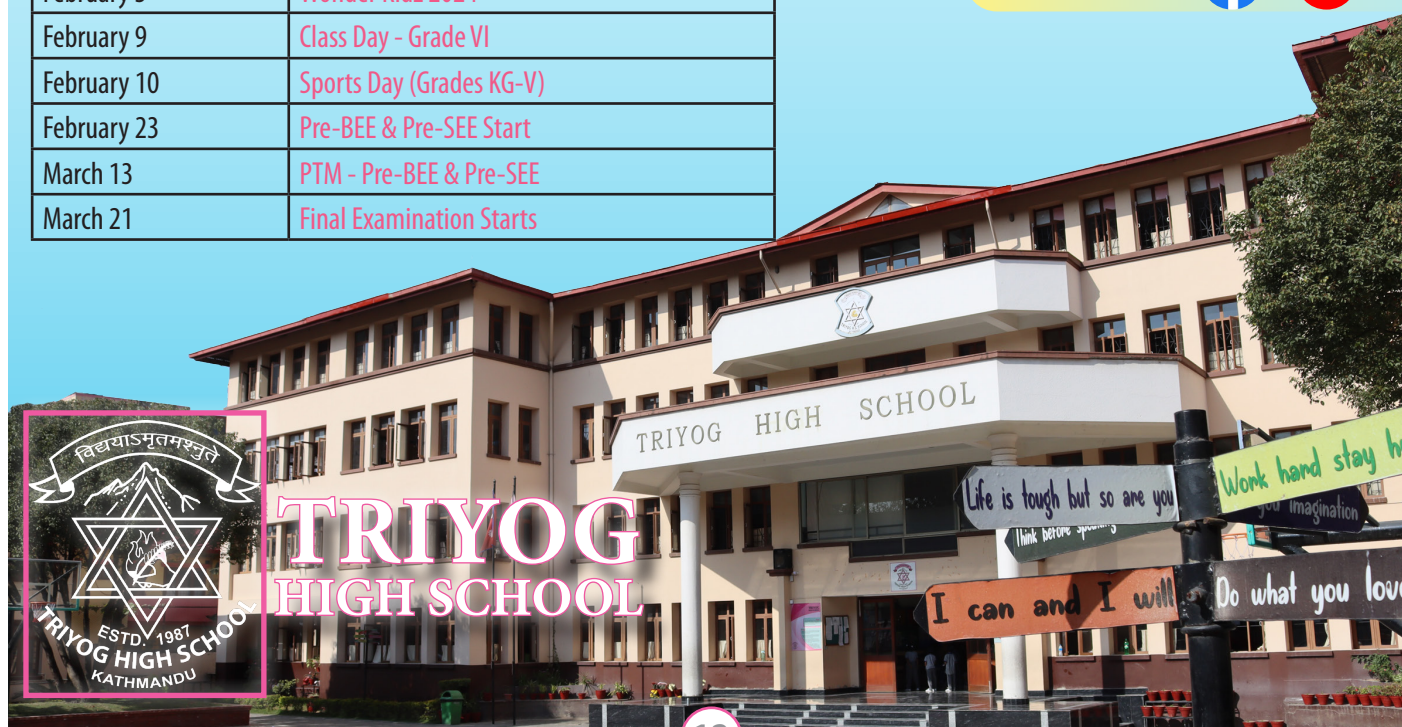 February 9 Class Day - Grade VI
February 10 Sports Day (Grades KG-V)
February 23 Pre-BEE & Pre-SEE Start
March 13 PTM - Pre-BEE & Pre-SEE
March 21 Final Examination Starts
TRIYOG HIGH SCHOOL
विद्ययाऽमृतमश्नुते
ESTD. 1987
TRIYOG HIGH SCHOOL
KATHMANDU
TRIYOG
HIGH SCHOOL
Work hard stay
Life is tough but so are you
you imagination
Think before speaking
I can and I will
Do what you love